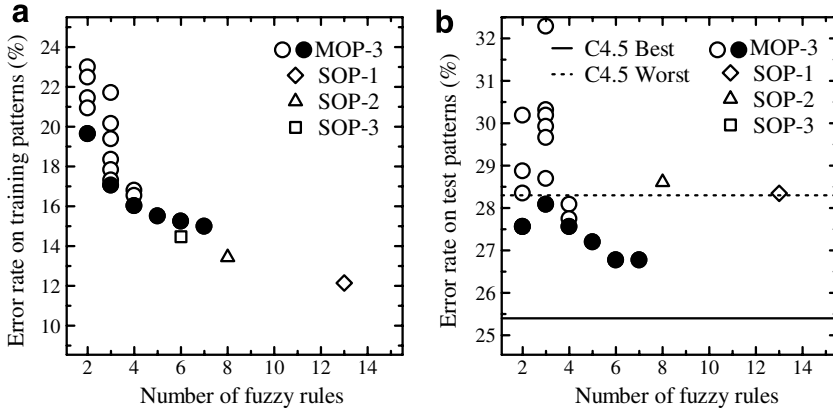 a
Error rate on training patterns (%)
24
22
20
18
16
14
12
10
2 4 6 8 10 12 14
Number of fuzzy rules
MOP-3
SOP-1
SOP-2
SOP-3
b
Error rate on test patterns (%)
32
31
30
29
28
27
26
25
2 4 6 8 10 12 14
Number of fuzzy rules
C4.5 Best
C4.5 Worst
MOP-3
SOP-1
SOP-2
SOP-3